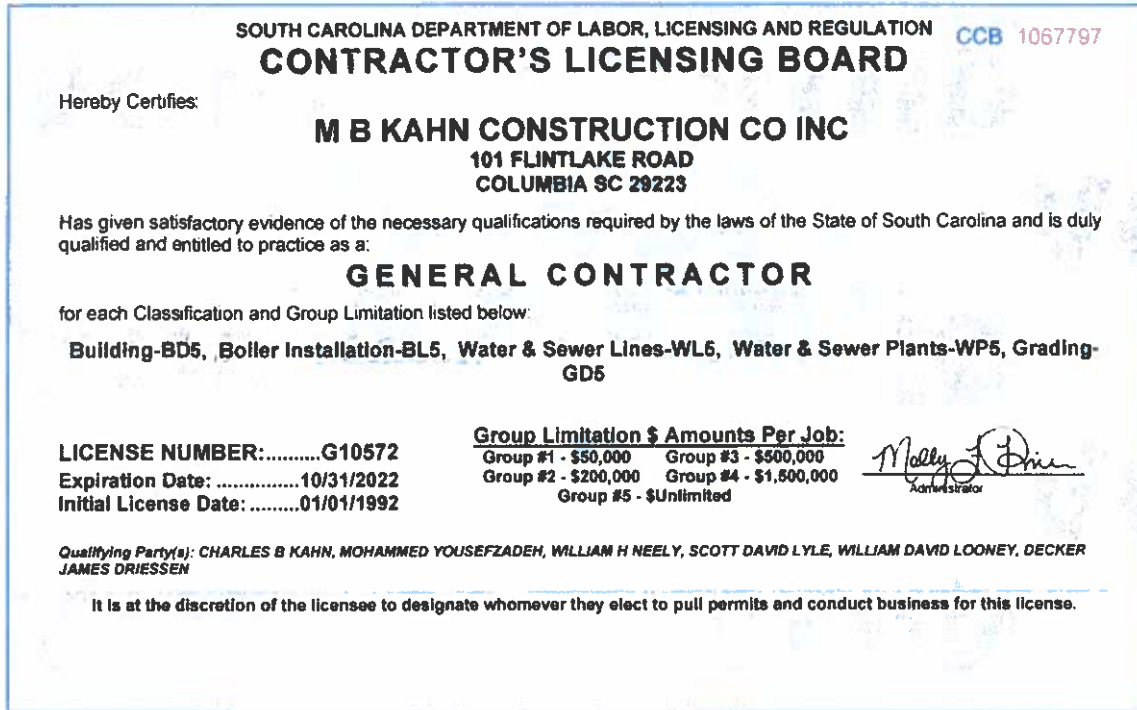 SOUTH CAROLINA DEPARTMENT OF LABOR, LICENSING AND REGULATION CCB 1067797
CONTRACTOR'S LICENSING BOARD
Hereby Certifies:
M B KAHN CONSTRUCTION CO INC
101 FLINTLAKE ROAD
COLUMBIA SC 29223
Has given satisfactory evidence of the necessary qualifications required by the laws of the State of South Carolina and is duly
qualified and entitled to practice as a:
GENERAL CONTRACTOR
for each Classification and Group Limitation listed below:
Building-BD5, Boiler Installation-BL5, Water & Sewer Lines-WL5, Water & Sewer Plants-WP5, Grading-
GD5
LICENSE NUMBER:..........G10572
Expiration Date: ...............10/31/2022
Initial License Date: .........01/01/1992
Group Limitation $ Amounts Per Job:
Group #1 - $50,000 Group #3 - $500,000
Group #2 - $200,000 Group #4 - $1,500,000
Group #5 - $Unlimited
Administrator
Qualifying Party(s): CHARLES B KAHN, MOHAMMED YOUSEFZADEH, WILLIAM H NEELY, SCOTT DAVID LYLE, WILLIAM DAVID LOONEY, DECKER
JAMES DRIESSEN
It is at the discretion of the licensee to designate whomever they elect to pull permits and conduct business for this license.